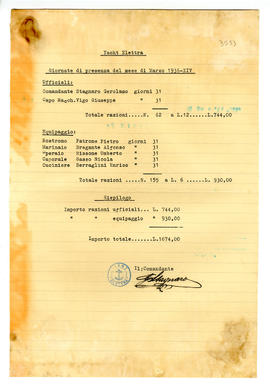 Yacht Elettra
Giornate di presenza del mese di Marzo 1936-XIV
Ufficiali:
Comandante Stagnaro Gerolamo giorni 31
Capo Macch. Vigo Giuseppe " 31
Totale razioni....N. 62 a L.12...L.744,00
Equipaggio:
Nostromo Patrone Pietro giorni 31
Marinaio Bregante Alfonso " 31
Operaio Rissone Umberto " 31
Caporale Sasso Nicola " 31
Cuciniere Serraglini Enrico " 31
Totale razioni....N. 155 a L. 6...L. 930,00
Riepilogo
Importo razioni ufficiali...L. 744,00
" " equipaggio " 930,00
Importo totale.....L.1674,00
Il Comandante
Stagnaro